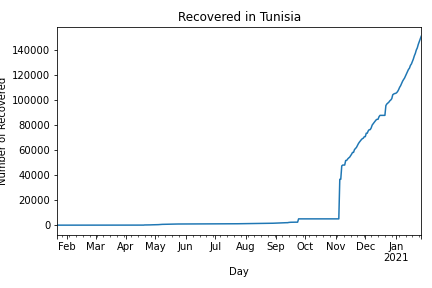 Recovered in Tunisia
Number of Recovered
140000
120000
100000
80000
60000
40000
20000
0
Feb Mar Apr May Jun Jul Aug Sep Oct Nov Dec Jan
2021
Day